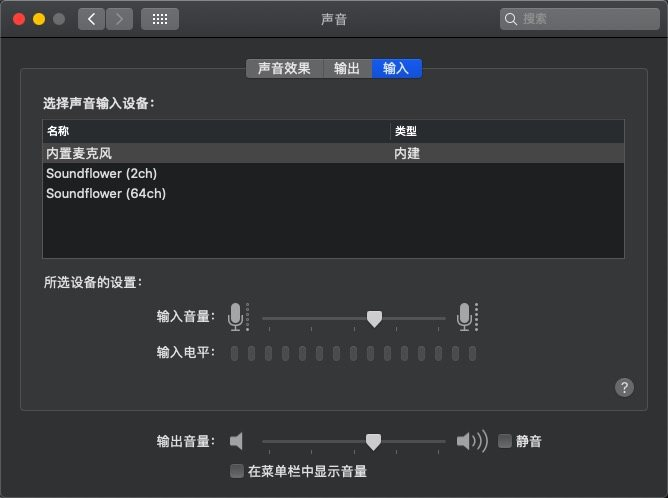 声音
搜索
声音效果 输出 输入
选择声音输入设备：
名称 类型
内置麦克风 内建
Soundflower (2ch)
Soundflower (64ch)
所选设备的设置：
输入音量：
输入电平：
?
输出音量： 静音
在菜单栏中显示音量